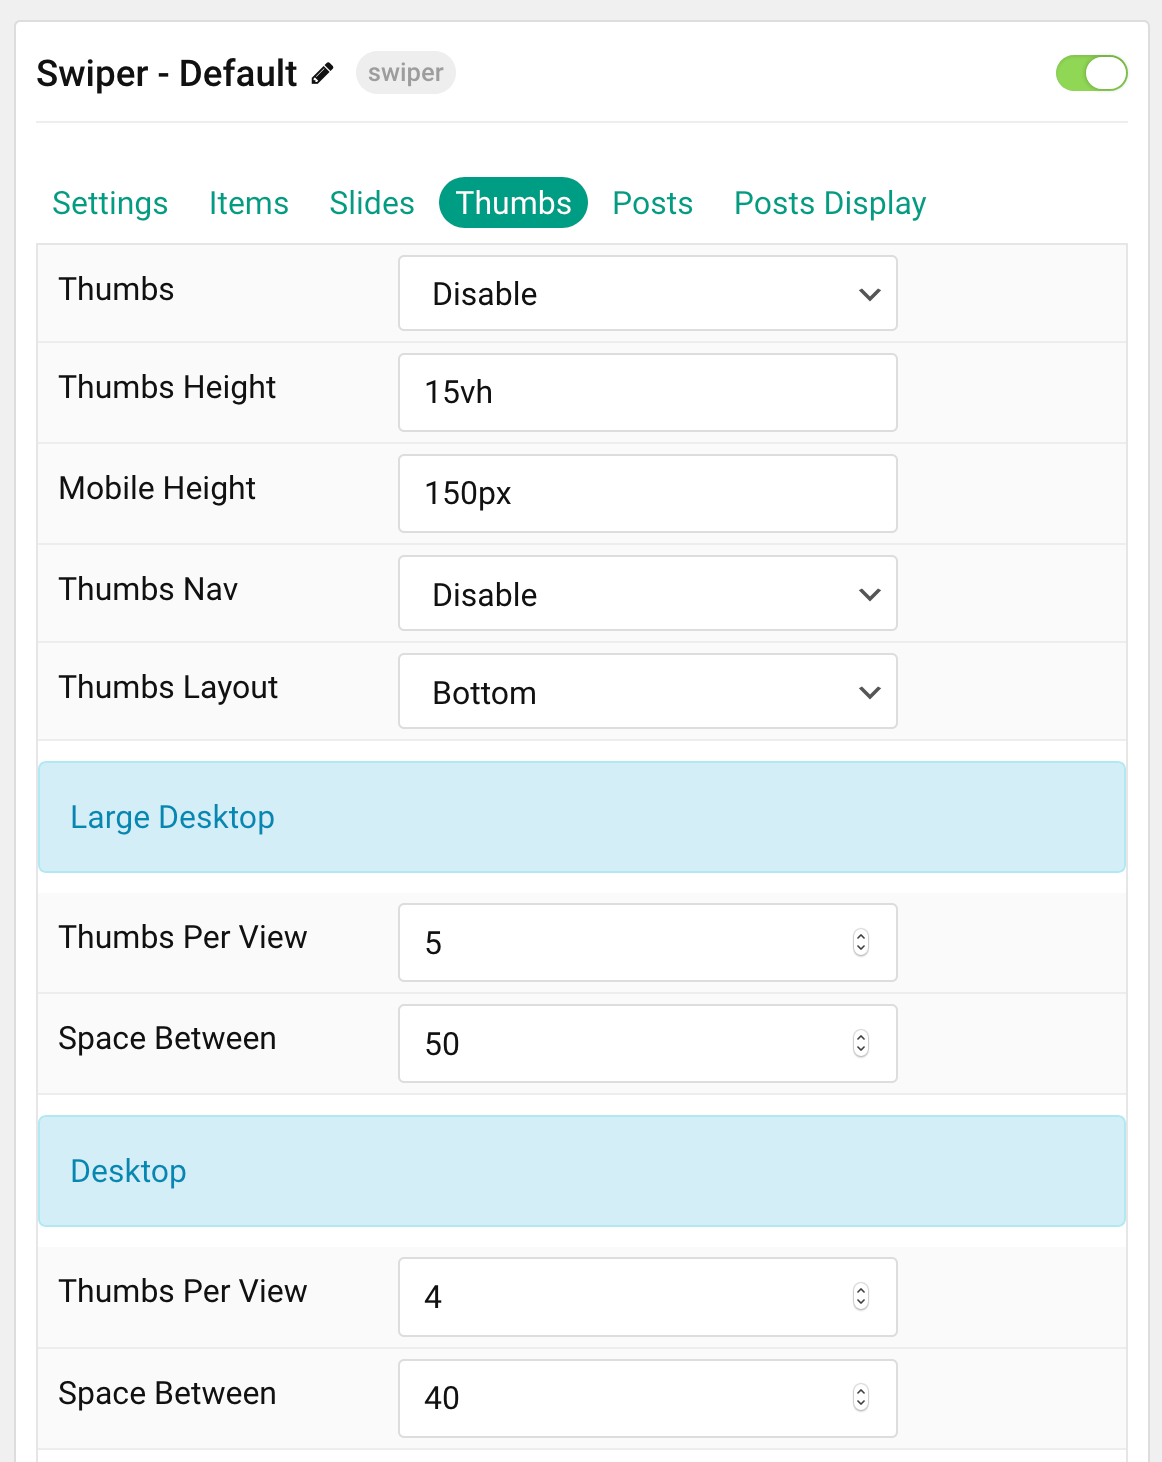 Swiper - Default swiper
Settings Items Slides Thumbs Posts Posts Display
Thumbs Disable
Thumbs Height 15vh
Mobile Height 150px
Thumbs Nav Disable
Thumbs Layout Bottom
Large Desktop
Thumbs Per View 5
Space Between 50
Desktop
Thumbs Per View 4
Space Between 40